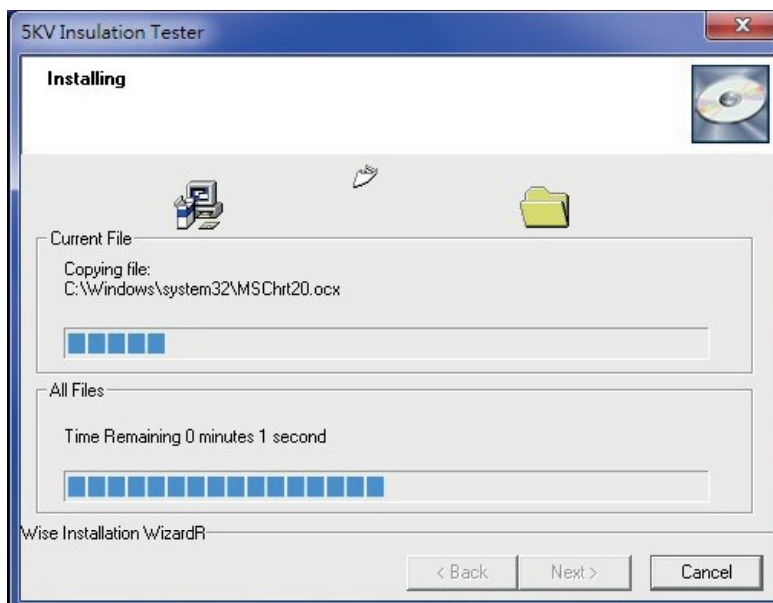 5KV Insulation Tester
Installing
Current File
Copying file:
C:\Windows\system32\MSChrt20.ocx
All Files
Time Remaining 0 minutes 1 second
Wise Installation WizardR
< Back
Next >
Cancel